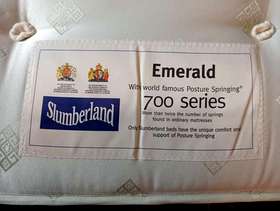 Emerald
With world famous Posture Springing®
700 series
More than twice the number of springs
found in ordinary mattresses
Slumberland
Only Slumberland beds have the unique comfort and
support of Posture Springing